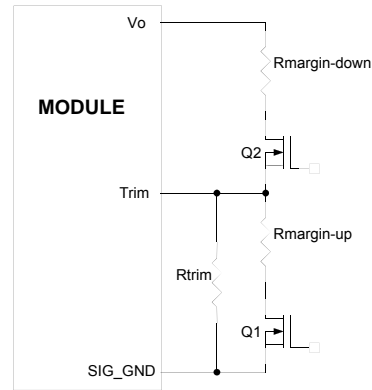 Vo
Rmargin-down
MODULE
Q2
Trim
Rmargin-up
Rtrim
Q1
SIG_GND